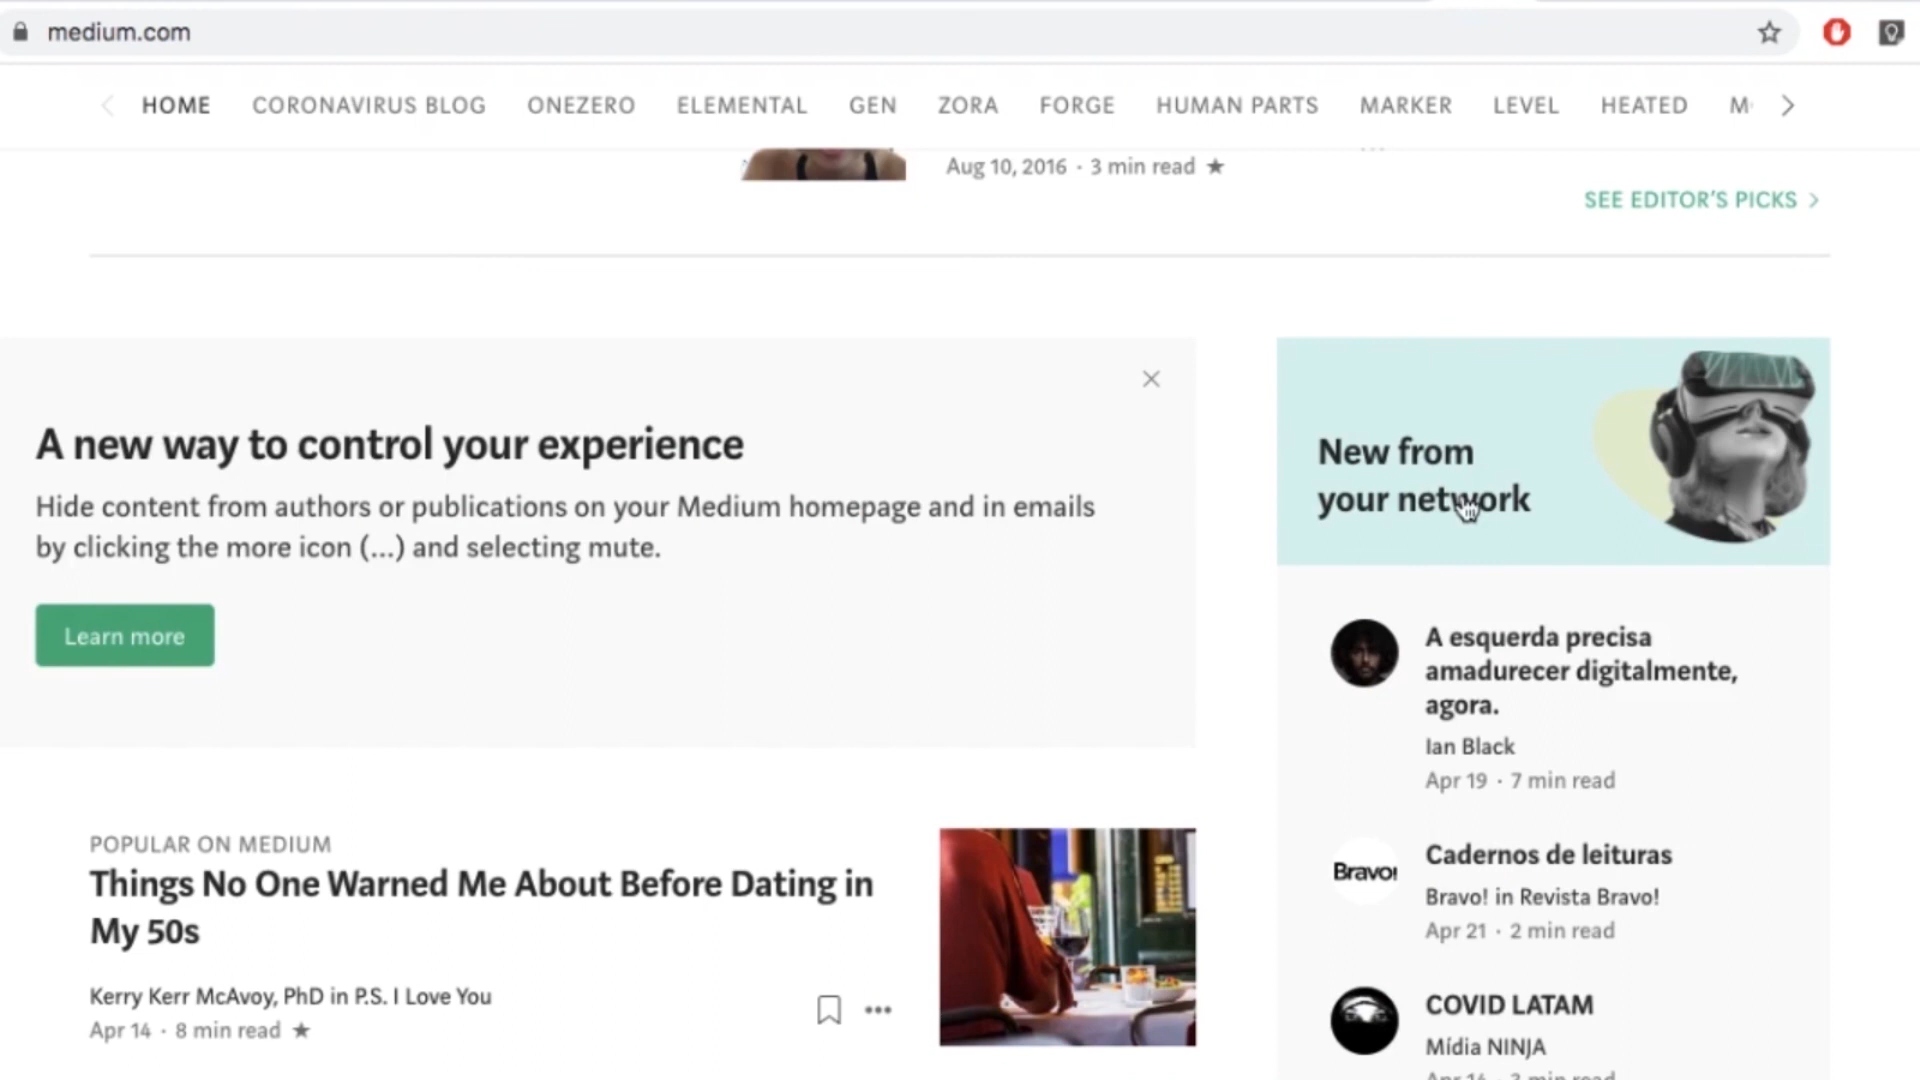 medium.com
HOME CORONAVIRUS BLOG ONEZERO ELEMENTAL GEN ZORA FORGE HUMAN PARTS MARKER LEVEL HEATED
Aug 10, 2016 · 3 min read ★
SEE EDITOR'S PICKS >
A new way to control your experience
Hide content from authors or publications on your Medium homepage and in emails
by clicking the more icon (...) and selecting mute.
Learn more
POPULAR ON MEDIUM
Things No One Warned Me About Before Dating in
My 50s
Kerry Kerr McAvoy, PhD in P.S. I Love You
Apr 14 · 8 min read ★
New from
your network
A esquerda precisa
amadurecer digitalmente,
agora.
Ian Black
Apr 19 · 7 min read
Bravo!
Cadernos de leituras
Bravo! in Revista Bravo!
Apr 21 · 2 min read
COVID LATAM
Mídia NINJA